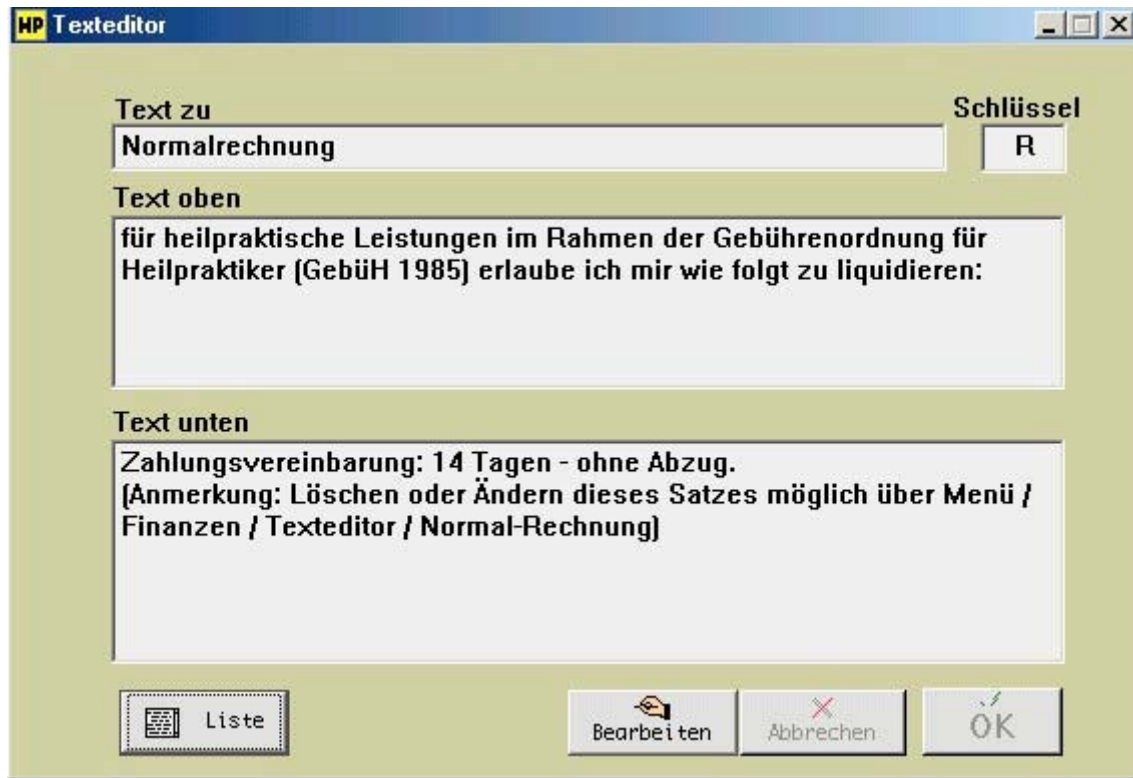 HP Texteditor
Text zu Schlüssel
Normalrechnung R
Text oben
für heilpraktische Leistungen im Rahmen der Gebührenordnung für
Heilpraktiker (GebüH 1985) erlaube ich mir wie folgt zu liquidieren:
Text unten
Zahlungsvereinbarung: 14 Tagen - ohne Abzug.
(Anmerkung: Löschen oder Ändern dieses Satzes möglich über Menü /
Finanzen / Texteditor / Normal-Rechnung)
Liste Bearbeiten Abbrechen OK